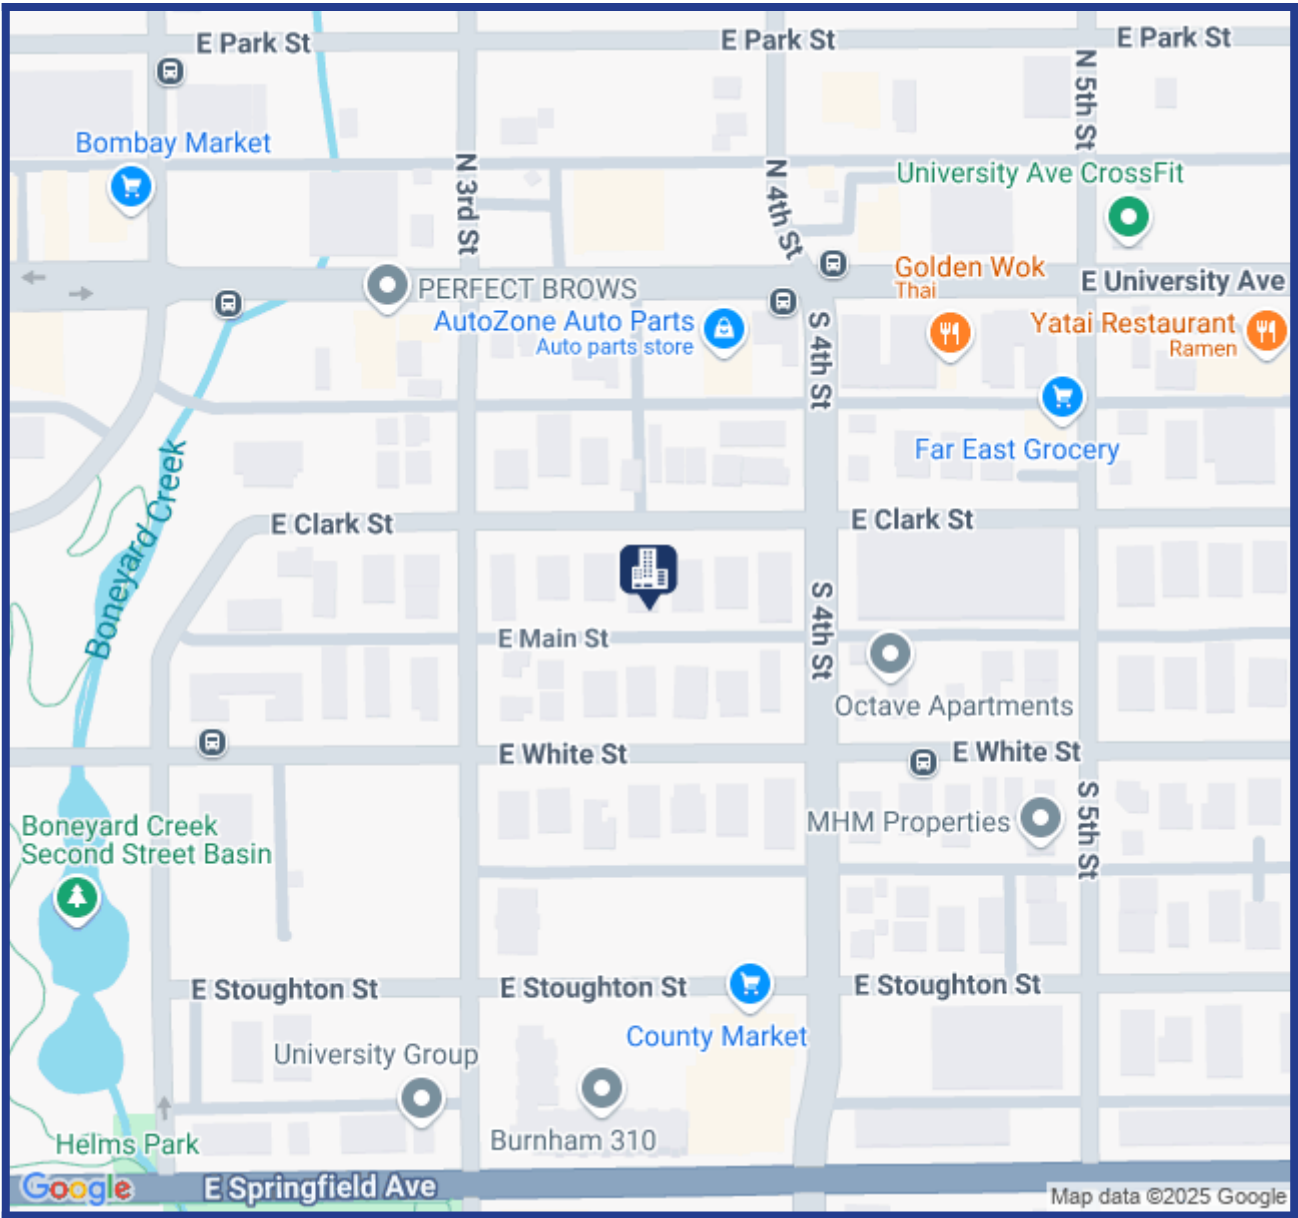 E Park St
E Park St
E Park St
N 5th St
Bombay Market
N 3rd St
N 4th St
University Ave CrossFit
Golden Wok
Thai
E University Ave
PERFECT BROWS
AutoZone Auto Parts
Auto parts store
S 4th St
Yatai Restaurant
Ramen
Far East Grocery
Boneyard Creek
E Clark St
E Clark St
E Main St
S 4th St
Octave Apartments
E White St
E White St
MHM Properties
S 5th St
Boneyard Creek
Second Street Basin
E Stoughton St
E Stoughton St
E Stoughton St
County Market
University Group
Burnham 310
Helms Park
Google
E Springfield Ave
Map data ©2025 Google